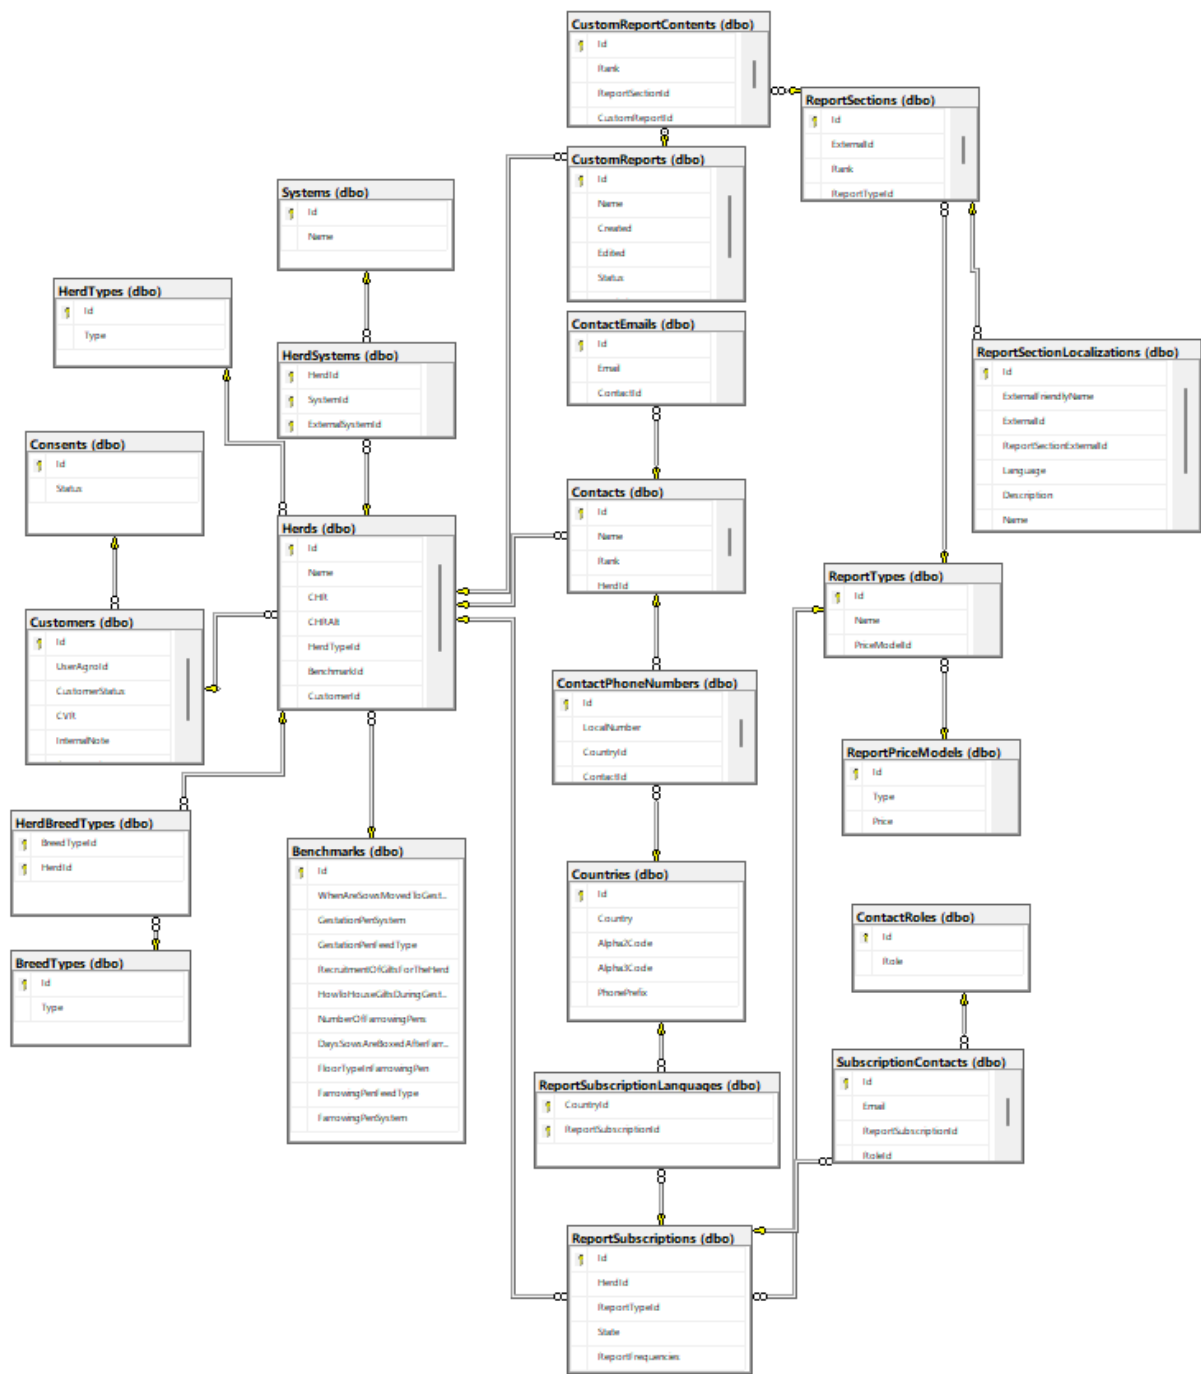 CustomReportContents (dbo)
Id
Rank
ReportSectionId
CustomReportId
ReportSections (dbo)
Id
ExternalId
Rank
ReportTypeId
CustomReports (dbo)
Id
Name
Created
Edited
Status
Systems (dbo)
Id
Name
HerdTypes (dbo)
Id
Type
ContactEmails (dbo)
Id
Email
ContactId
HerdSystems (dbo)
HerdId
SystemId
ExternalSystemId
ReportSectionLocalizations (dbo)
Id
ExternalFriendlyName
ExternalId
ReportSectionExternalId
Language
Description
Name
Consents (dbo)
Id
Status
Contacts (dbo)
Id
Name
Rank
HerdId
Herds (dbo)
Id
Name
CHR
CHRAB
HerdTypeId
BenchmarkId
CustomerId
ReportTypes (dbo)
Id
Name
PriceModelId
Customers (dbo)
Id
UserAgroId
CustomerStatus
CVR
InternalNote
ContactPhoneNumbers (dbo)
Id
LocalNumber
CountryId
ContactId
ReportPriceModels (dbo)
Id
Type
Price
HerdBreedTypes (dbo)
BreedTypeId
HerdId
Benchmarks (dbo)
Id
WhenAreSowsMovedToGest...
GestationPenSystem
GestationPenFeedType
RecruitmentOfGiltsForTheHerd
HowToHouseGiltsDuringGest...
NumberOfFarrowingPens
DaysSowsAreBoxedAfterFarr...
FloorTypeInFarrowingPen
FarrowingPenFeedType
FarrowingPenSystem
Countries (dbo)
Id
Country
Alpha2Code
Alpha3Code
PhonePrefix
ContactRoles (dbo)
Id
Role
BreedTypes (dbo)
Id
Type
SubscriptionContacts (dbo)
Id
Email
ReportSubscriptionId
RoleId
ReportSubscriptionLanguages (dbo)
CountryId
ReportSubscriptionId
ReportSubscriptions (dbo)
Id
HerdId
ReportTypeId
State
ReportFrequencies